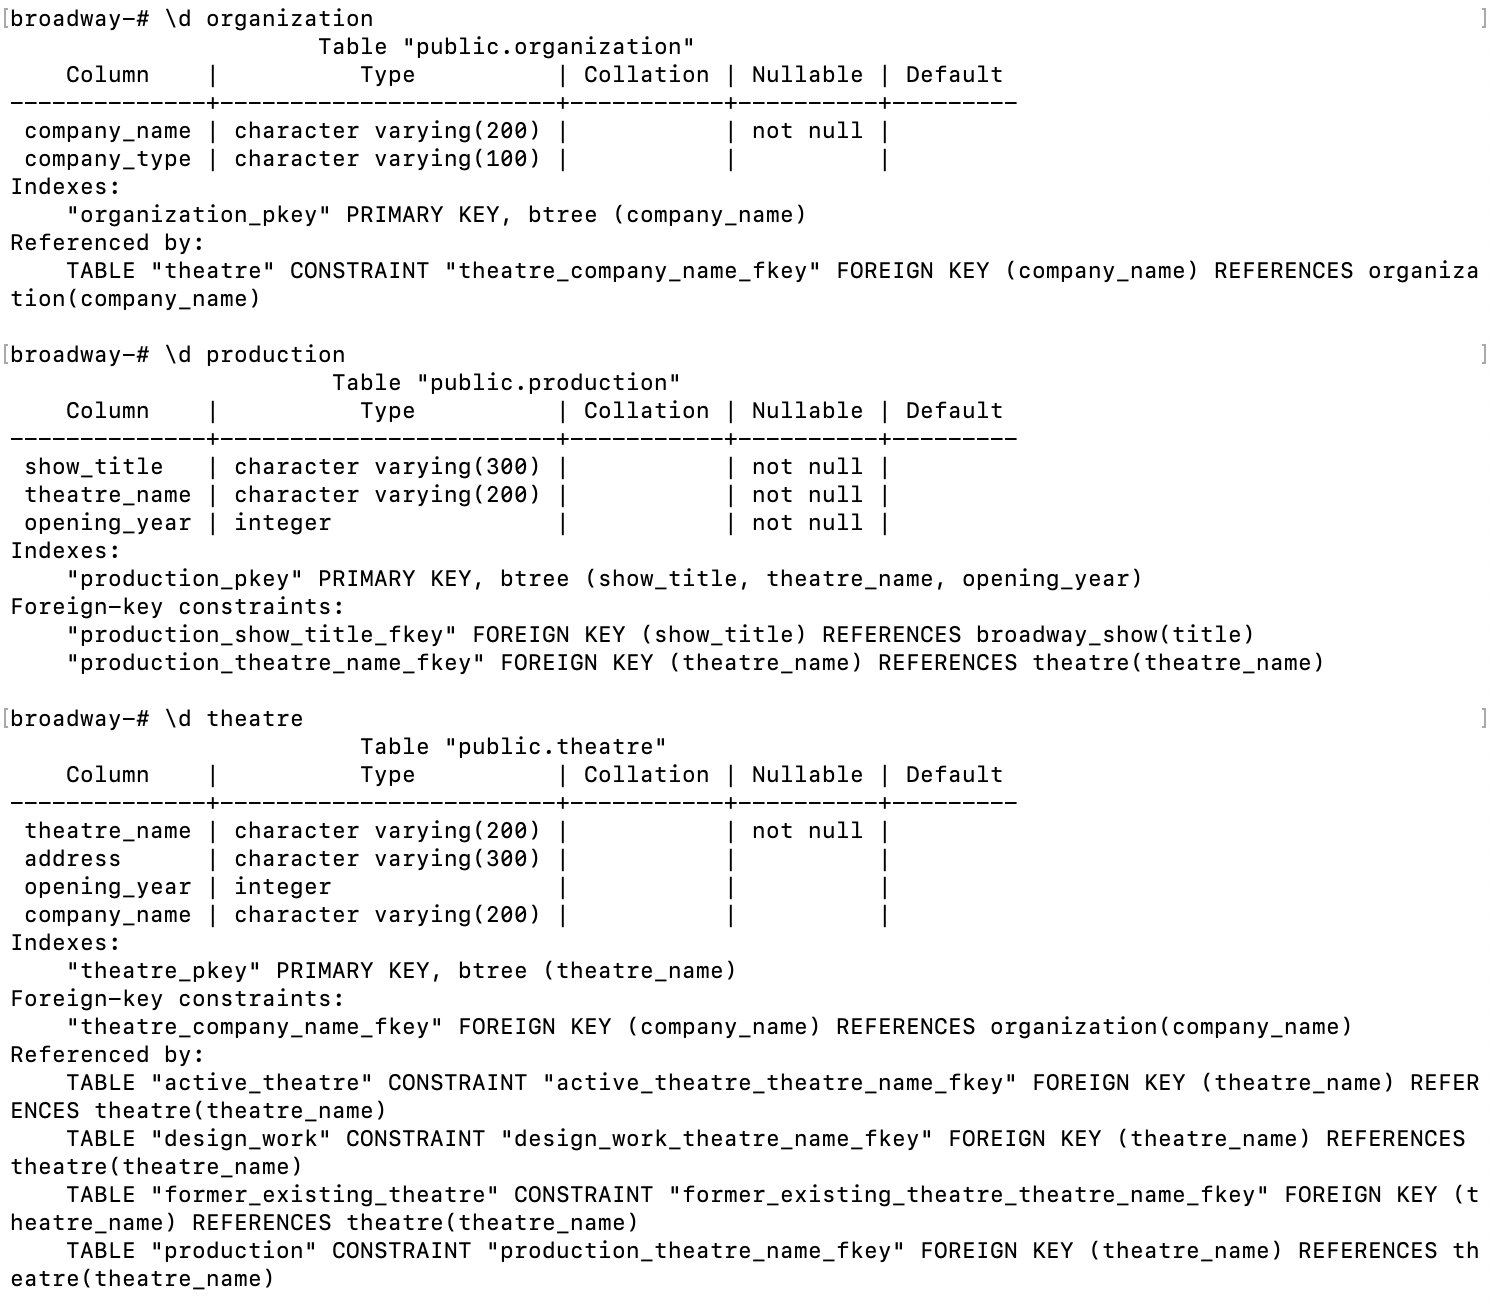 [broadway-# \d organization ]
Table "public.organization"
Column | Type | Collation | Nullable | Default
---------------+------------------------+-----------+----------+---------
company_name | character varying(200) | | not null |
company_type | character varying(100) | | |
Indexes:
"organization_pkey" PRIMARY KEY, btree (company_name)
Referenced by:
TABLE "theatre" CONSTRAINT "theatre_company_name_fkey" FOREIGN KEY (company_name) REFERENCES organiza
tion(company_name)
[broadway-# \d production ]
Table "public.production"
Column | Type | Collation | Nullable | Default
---------------+------------------------+-----------+----------+---------
show_title | character varying(300) | | not null |
theatre_name | character varying(200) | | not null |
opening_year | integer | | not null |
Indexes:
"production_pkey" PRIMARY KEY, btree (show_title, theatre_name, opening_year)
Foreign-key constraints:
"production_show_title_fkey" FOREIGN KEY (show_title) REFERENCES broadway_show(title)
"production_theatre_name_fkey" FOREIGN KEY (theatre_name) REFERENCES theatre(theatre_name)
[broadway-# \d theatre ]
Table "public.theatre"
Column | Type | Collation | Nullable | Default
---------------+------------------------+-----------+----------+---------
theatre_name | character varying(200) | | not null |
address | character varying(300) | | |
opening_year | integer | | |
company_name | character varying(200) | | |
Indexes:
"theatre_pkey" PRIMARY KEY, btree (theatre_name)
Foreign-key constraints:
"theatre_company_name_fkey" FOREIGN KEY (company_name) REFERENCES organization(company_name)
Referenced by:
TABLE "active_theatre" CONSTRAINT "active_theatre_theatre_name_fkey" FOREIGN KEY (theatre_name) REFER
ENCES theatre(theatre_name)
TABLE "design_work" CONSTRAINT "design_work_theatre_name_fkey" FOREIGN KEY (theatre_name) REFERENCES
theatre(theatre_name)
TABLE "former_existing_theatre" CONSTRAINT "former_existing_theatre_theatre_name_fkey" FOREIGN KEY (t
heatre_name) REFERENCES theatre(theatre_name)
TABLE "production" CONSTRAINT "production_theatre_name_fkey" FOREIGN KEY (theatre_name) REFERENCES th
eatre(theatre_name)